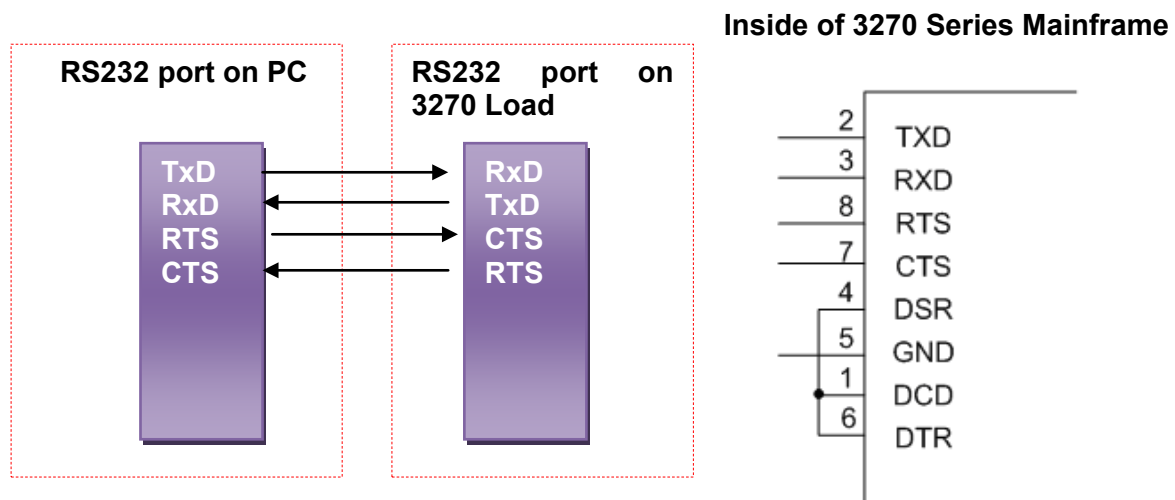 Inside of 3270 Series Mainframe
RS232 port on PC
RS232 port on
3270 Load
TxD
RxD
RTS
CTS
RxD
TxD
CTS
RTS
2 TXD
3 RXD
8 RTS
7 CTS
4 DSR
5 GND
1 DCD
6 DTR